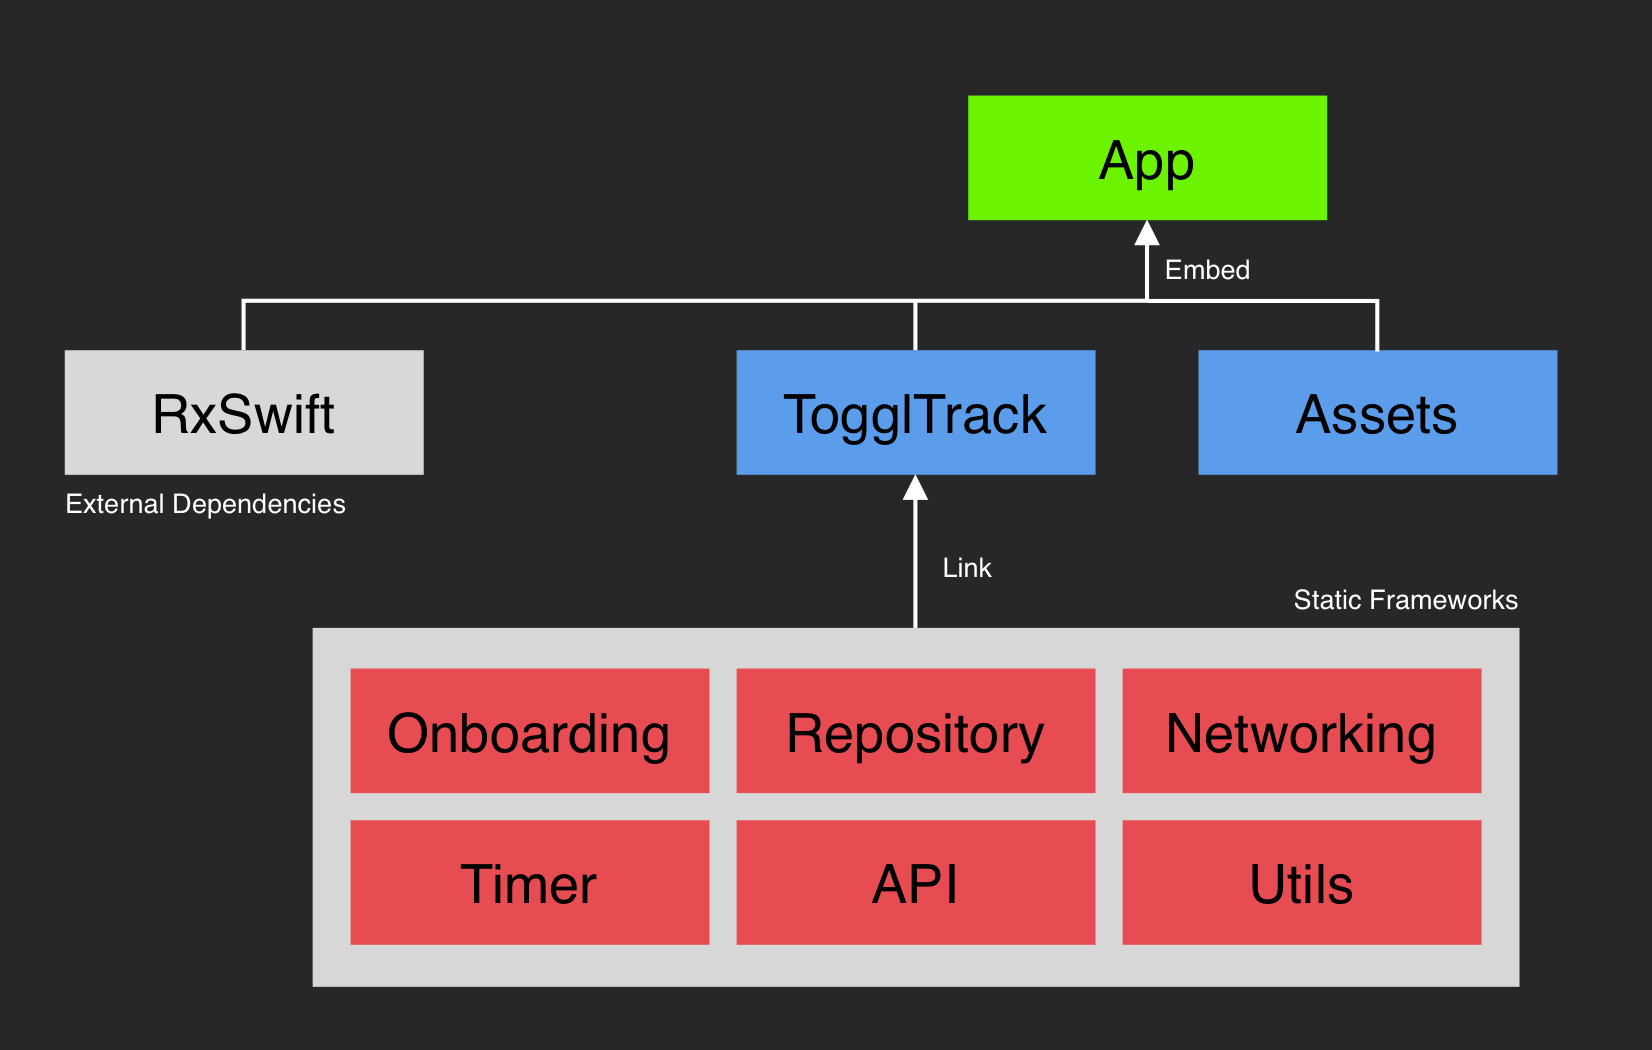 App
Embed
RxSwift
TogglTrack
Assets
External Dependencies
Link
Static Frameworks
Onboarding
Repository
Networking
Timer
API
Utils